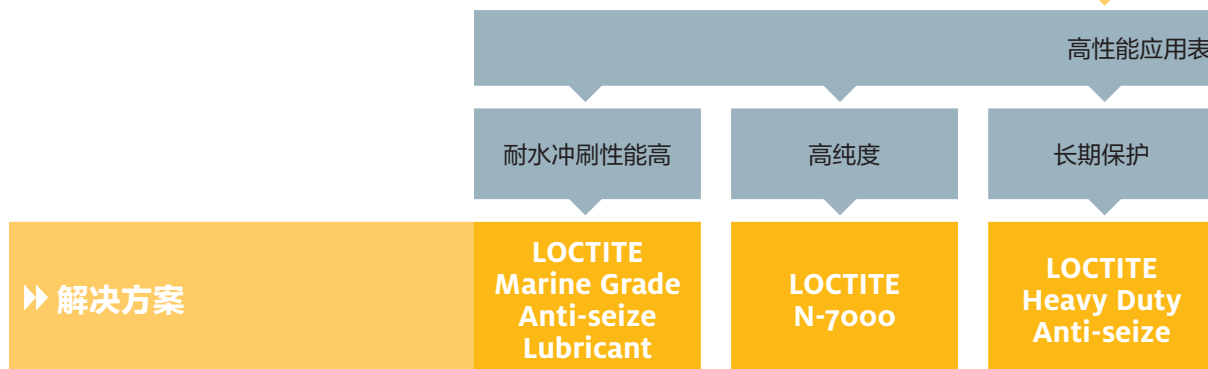 高性能应用表
耐水冲刷性能高
高纯度
长期保护
解决方案
LOCTITE
Marine Grade
Anti-seize
Lubricant
LOCTITE
N-7000
LOCTITE
Heavy Duty
Anti-seize